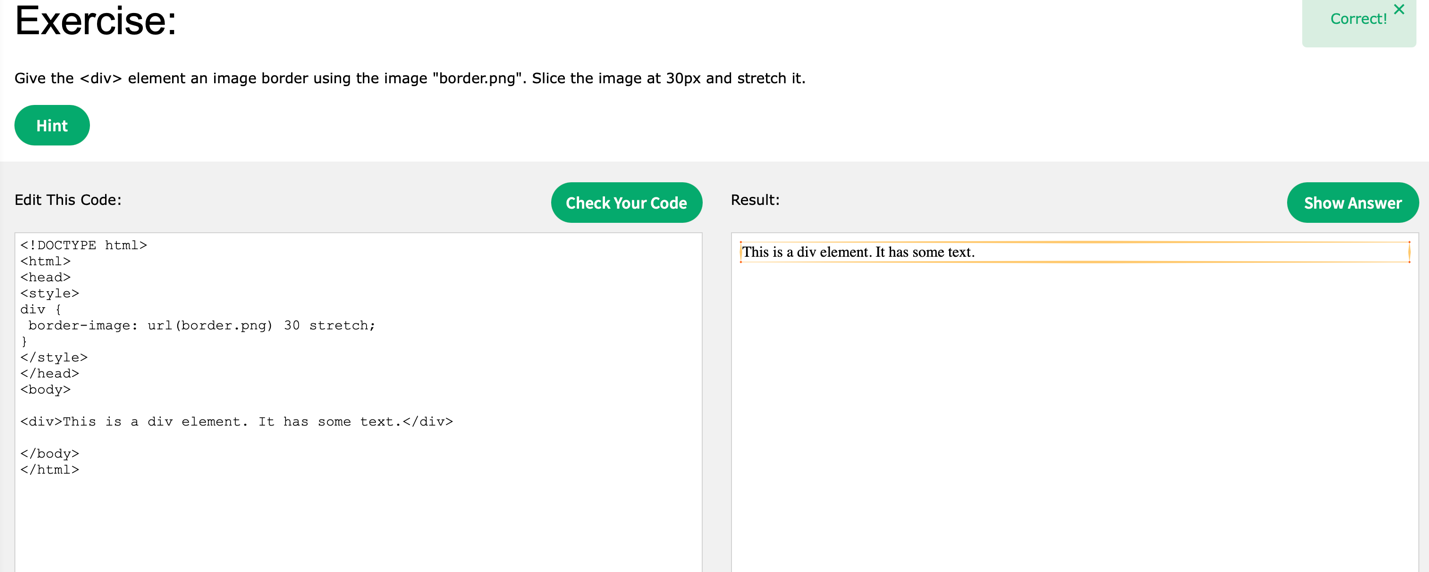 Exercise:
Correct! ×
Give the <div> element an image border using the image "border.png". Slice the image at 30px and stretch it.
Hint
Edit This Code:
Check Your Code
<!DOCTYPE html>
<html>
<head>
<style>
div {
 border-image: url(border.png) 30 stretch;
}
</style>
</head>
<body>
<div>This is a div element. It has some text.</div>
</body>
</html>
Result:
Show Answer
This is a div element. It has some text.